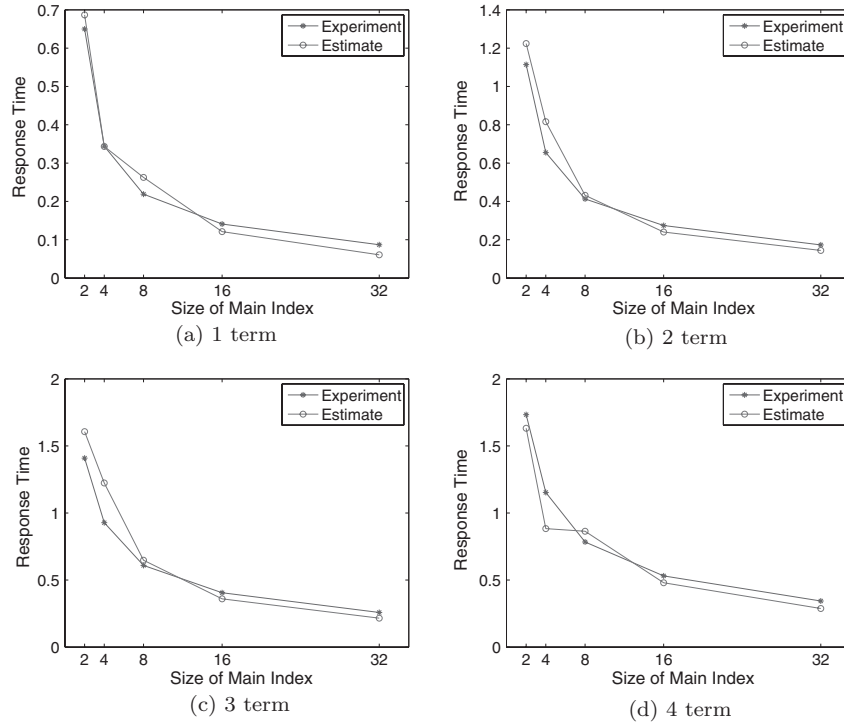 0.7
0.6
0.5
0.4
0.3
0.2
0.1
0
Response Time
Experiment
Estimate
2 4 8 16 32
Size of Main Index
(a) 1 term
1.4
1.2
1
0.8
0.6
0.4
0.2
0
Response Time
Experiment
Estimate
2 4 8 16 32
Size of Main Index
(b) 2 term
2
1.5
1
0.5
0
Response Time
Experiment
Estimate
2 4 8 16 32
Size of Main Index
(c) 3 term
2
1.5
1
0.5
0
Response Time
Experiment
Estimate
2 4 8 16 32
Size of Main Index
(d) 4 term